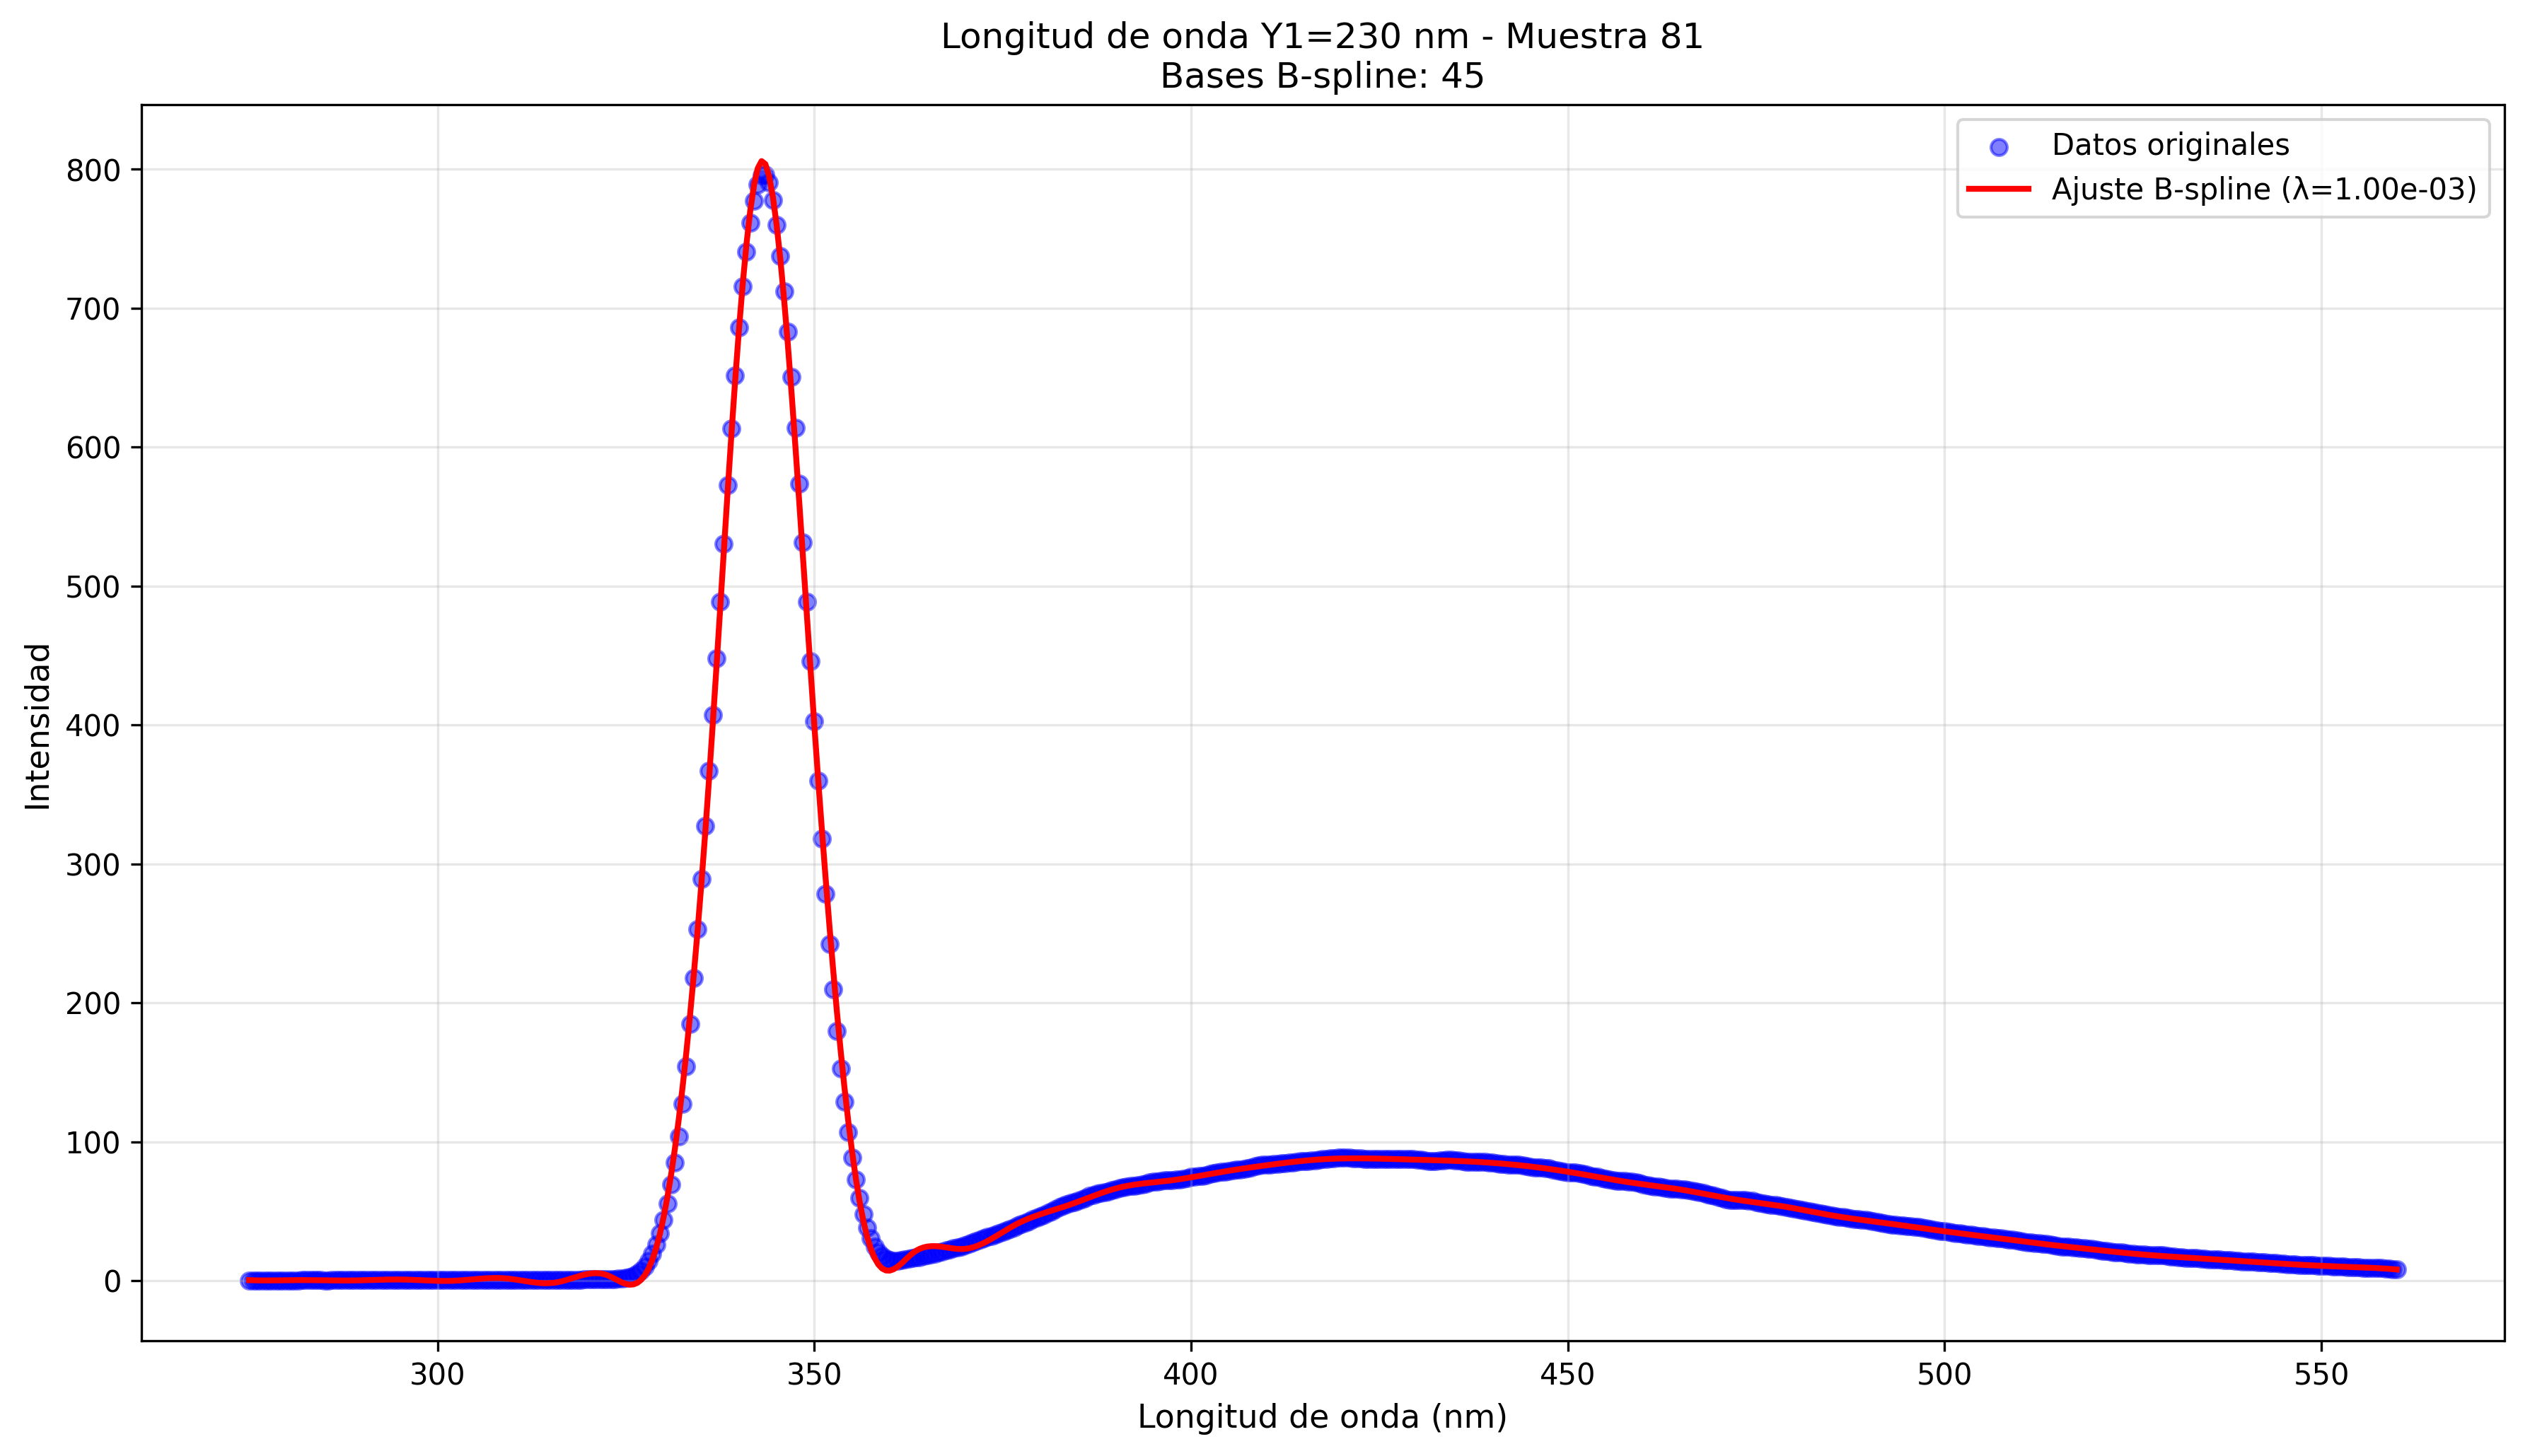 Longitud de onda Y1=230 nm - Muestra 81
Bases B-spline: 45
Datos originales
Ajuste B-spline (λ=1.00e-03)
Intensidad
800
700
600
500
400
300
200
100
0
300
350
400
450
500
550
Longitud de onda (nm)